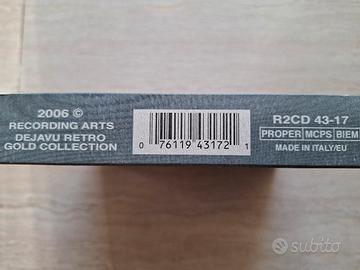 2006 ©
RECORDING ARTS
DEJAVU RETRO
GOLD COLLECTION
0 76119 43172 1
R2CD 43-17
PROPER MCPS BIEM
MADE IN ITALY/EU
subito